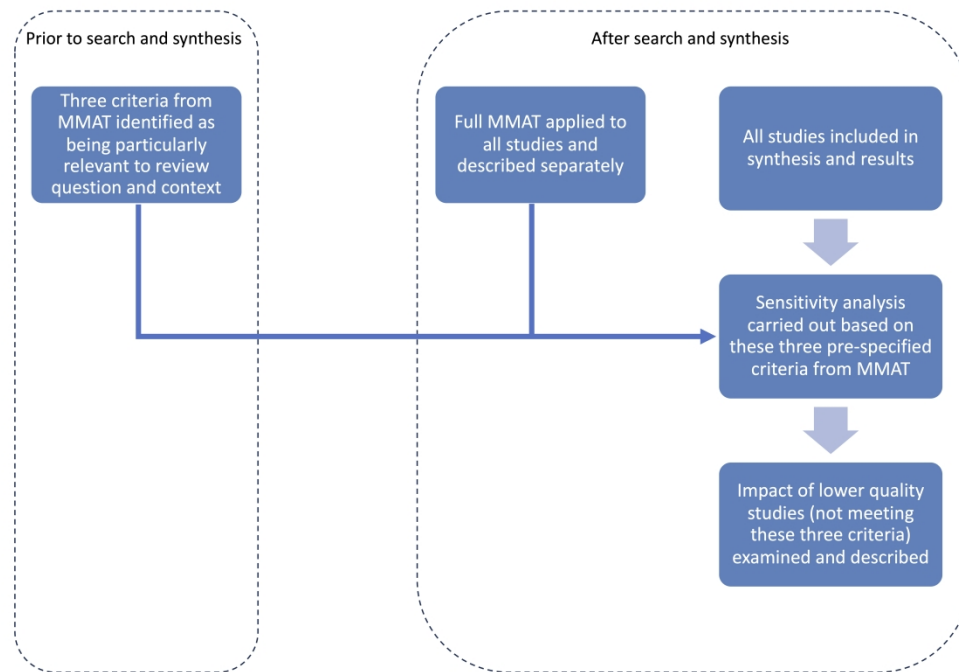 Prior to search and synthesis
After search and synthesis
Three criteria from
MMAT identified as
being particularly
relevant to review
question and context
Full MMAT applied to
all studies and
described separately
All studies included in
synthesis and results
Sensitivity analysis
carried out based on
these three pre-specified
criteria from MMAT
Impact of lower quality
studies (not meeting
these three criteria)
examined and described